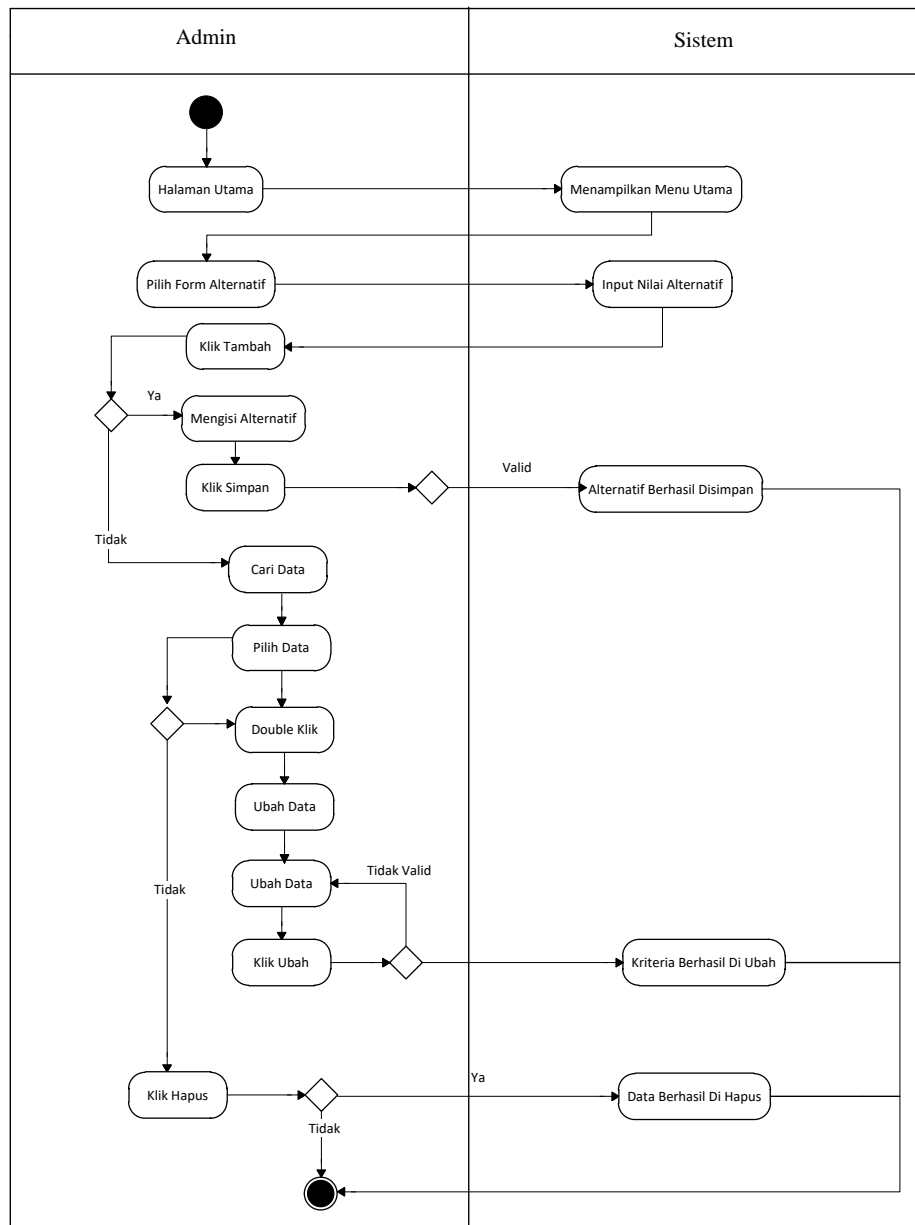 Admin
Sistem
Halaman Utama
Menampilkan Menu Utama
Pilih Form Alternatif
Input Nilai Alternatif
Klik Tambah
Ya
Mengisi Alternatif
Valid
Klik Simpan
Alternatif Berhasil Disimpan
Tidak
Cari Data
Pilih Data
Double Klik
Ubah Data
Tidak Valid
Ubah Data
Tidak
Klik Ubah
Kriteria Berhasil Di Ubah
Ya
Klik Hapus
Data Berhasil Di Hapus
Tidak